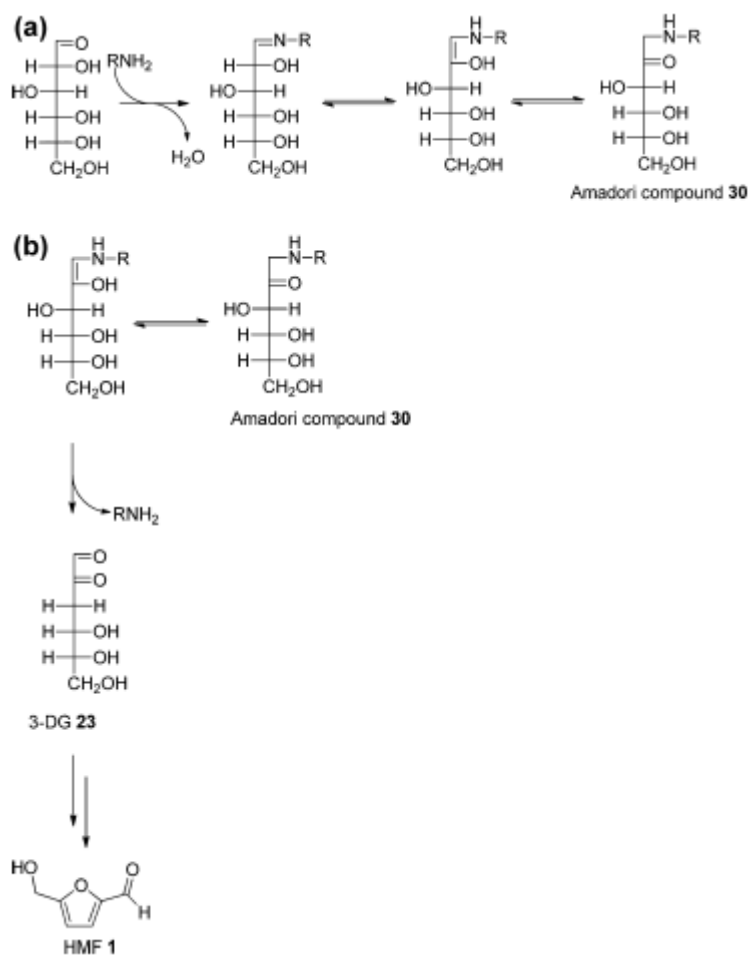 (a)
O H N–R H N–R H N–R
H OH RNH₂ H OH OH O
HO H HO H HO H HO H
H OH H OH H OH H OH
H OH H OH H OH H OH
CH₂OH H₂O CH₂OH CH₂OH CH₂OH
Amadori compound 30
(b)
H N–R H N–R
OH O
HO H HO H
H OH H OH
H OH H OH
CH₂OH CH₂OH
Amadori compound 30
RNH₂
O
O
H H
H OH
H OH
CH₂OH
3-DG 23
HO O O H
HMF 1